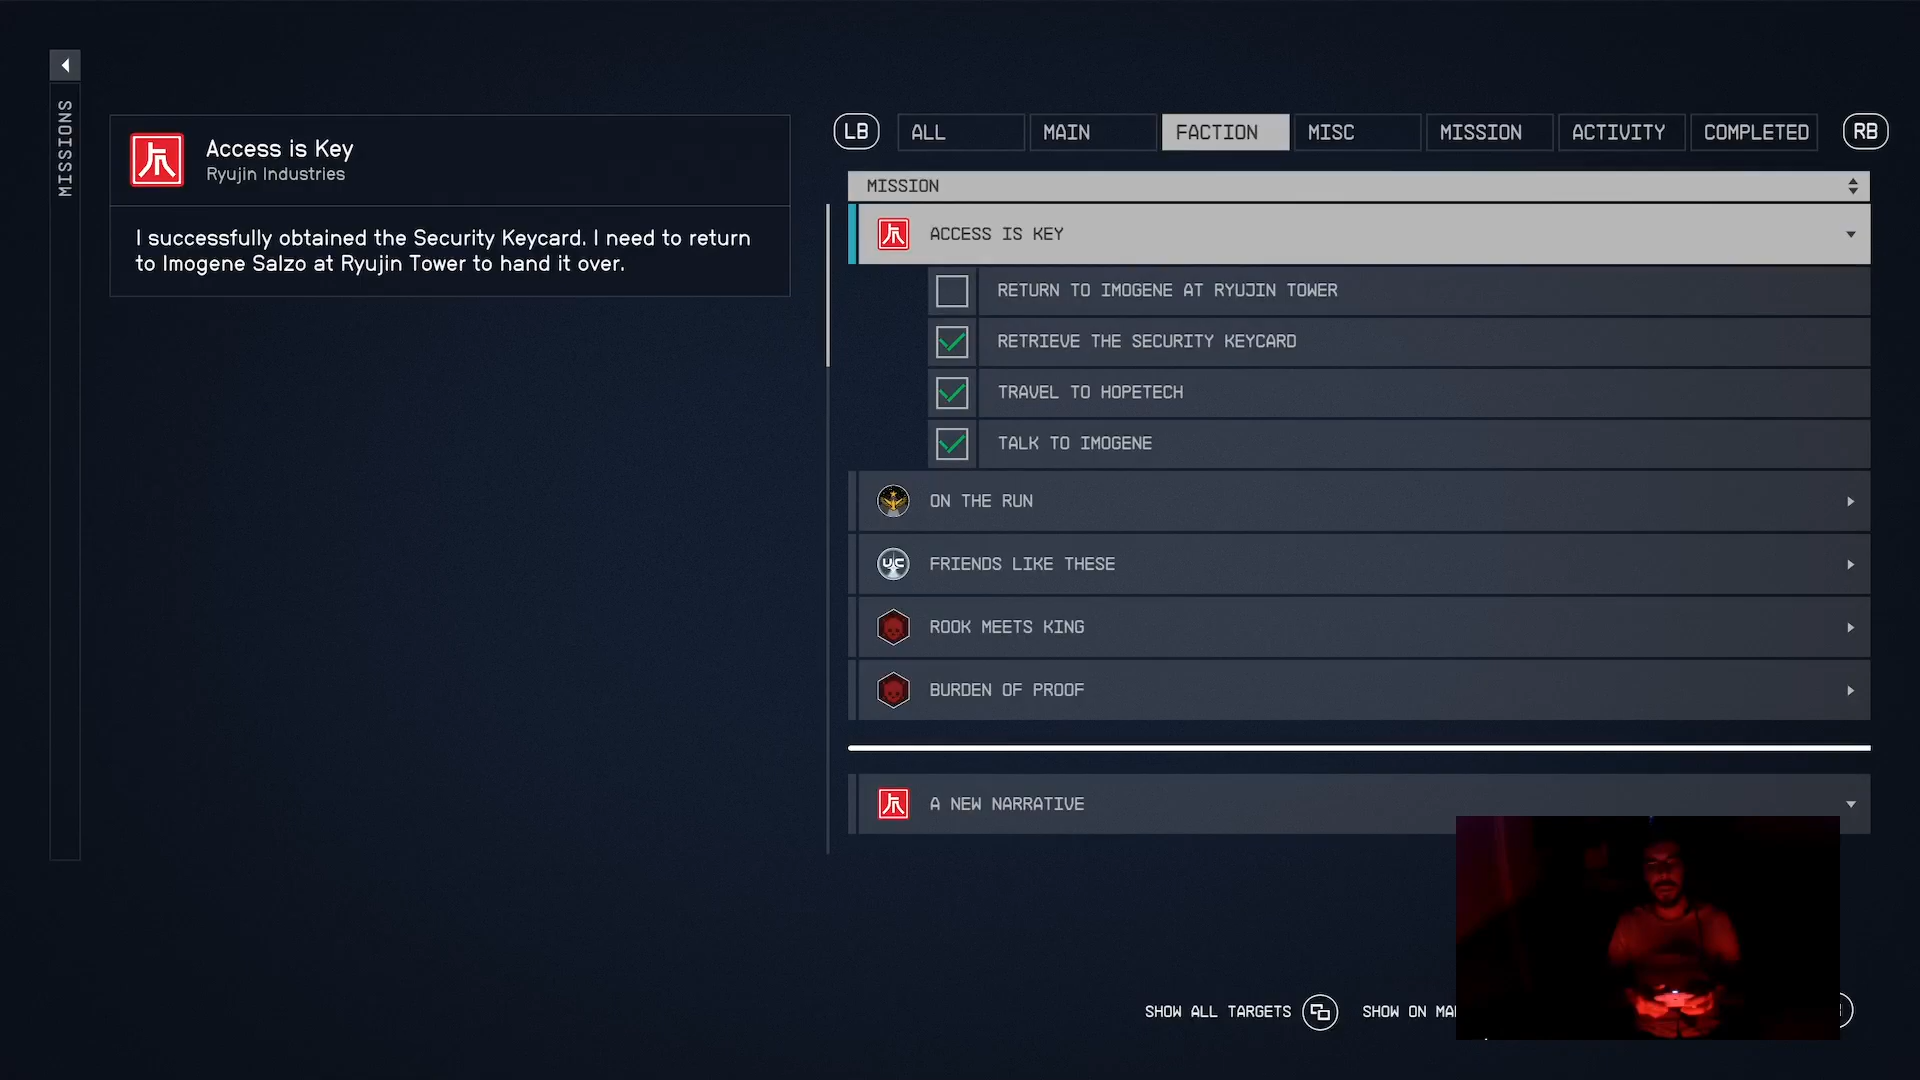 MISSIONS
Access is Key
Ryujin Industries
I successfully obtained the Security Keycard. I need to return
to Imogene Salzo at Ryujin Tower to hand it over.
LB
ALL
MAIN
FACTION
MISC
MISSION
ACTIVITY
COMPLETED
RB
MISSION
ACCESS IS KEY
RETURN TO IMOGENE AT RYUJIN TOWER
RETRIEVE THE SECURITY KEYCARD
TRAVEL TO HOPETECH
TALK TO IMOGENE
ON THE RUN
UC
FRIENDS LIKE THESE
ROOK MEETS KING
BURDEN OF PROOF
A NEW NARRATIVE
SHOW ALL TARGETS
SHOW ON